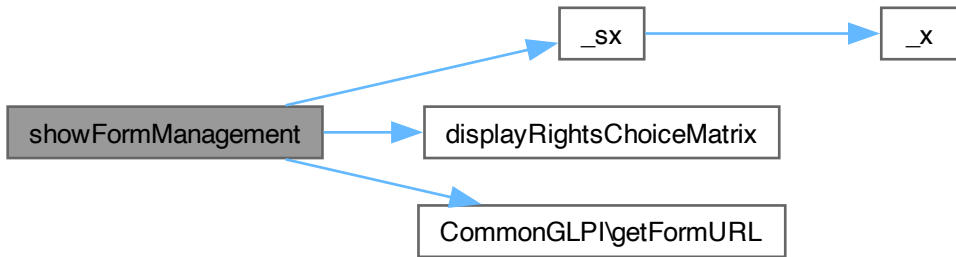 _sx
_x
showFormManagement
displayRightsChoiceMatrix
CommonGLPI\getFormURL